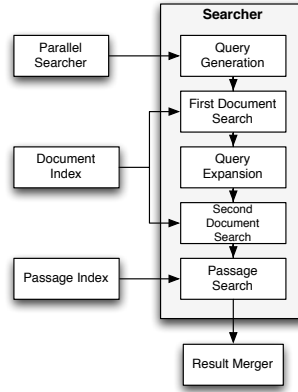 Searcher
Parallel
Searcher
Query
Generation
First Document
Search
Document
Index
Query
Expansion
Second
Document
Search
Passage Index
Passage
Search
Result Merger